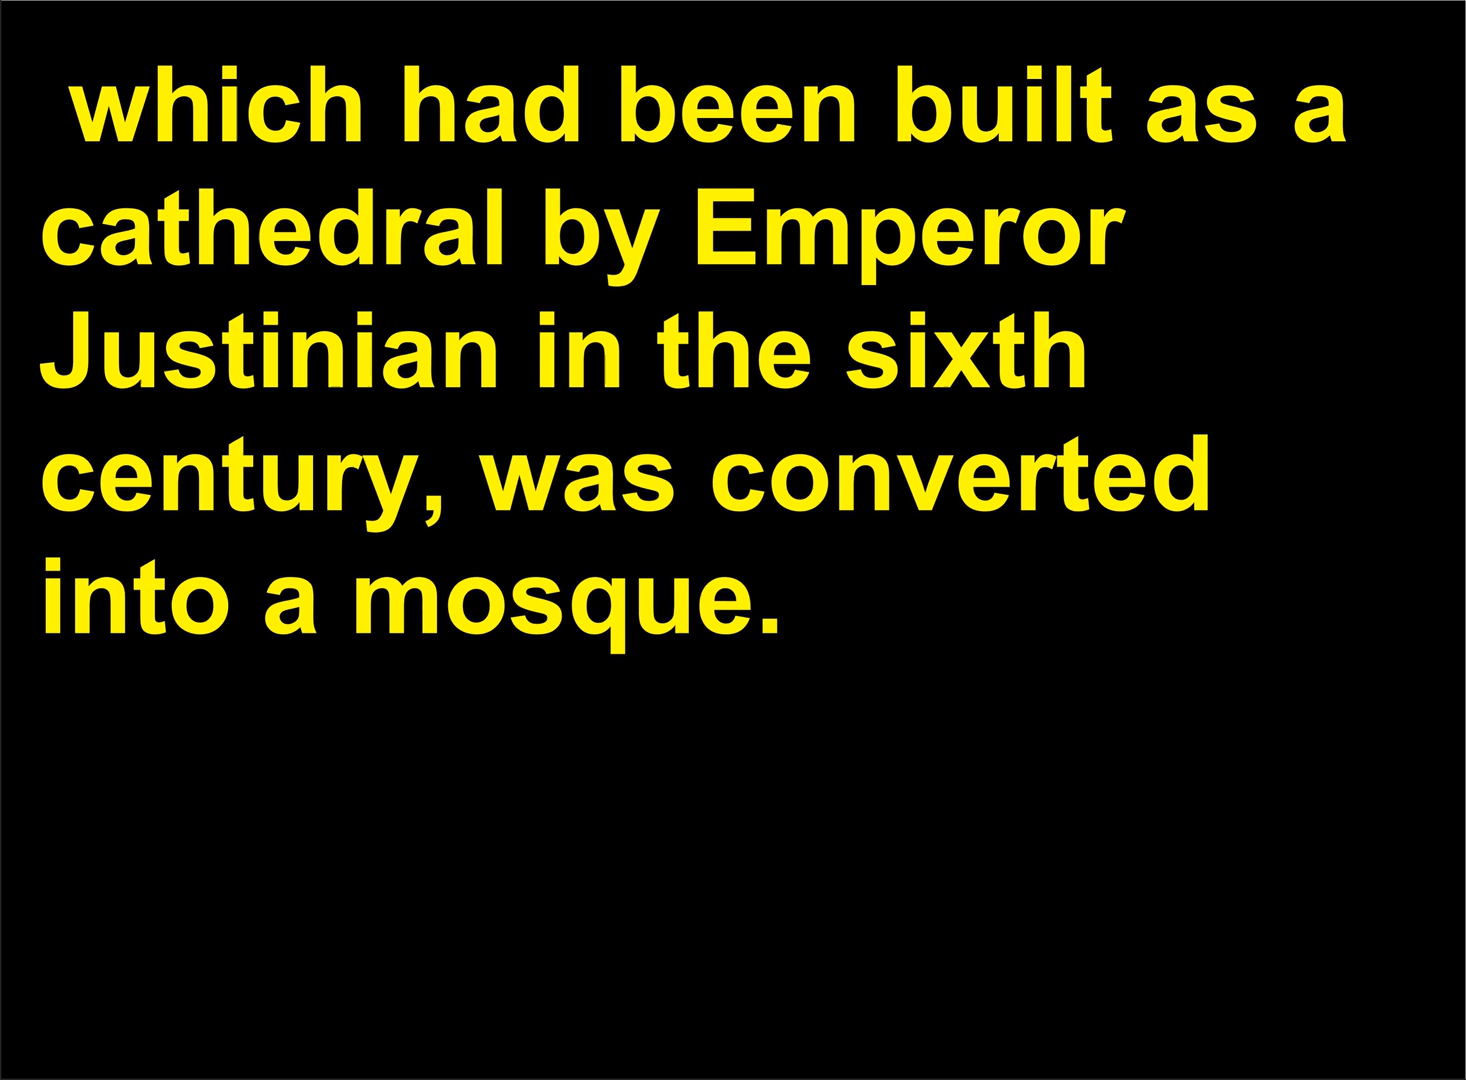 which had been built as a
cathedral by Emperor
Justinian in the sixth
century, was converted
into a mosque.